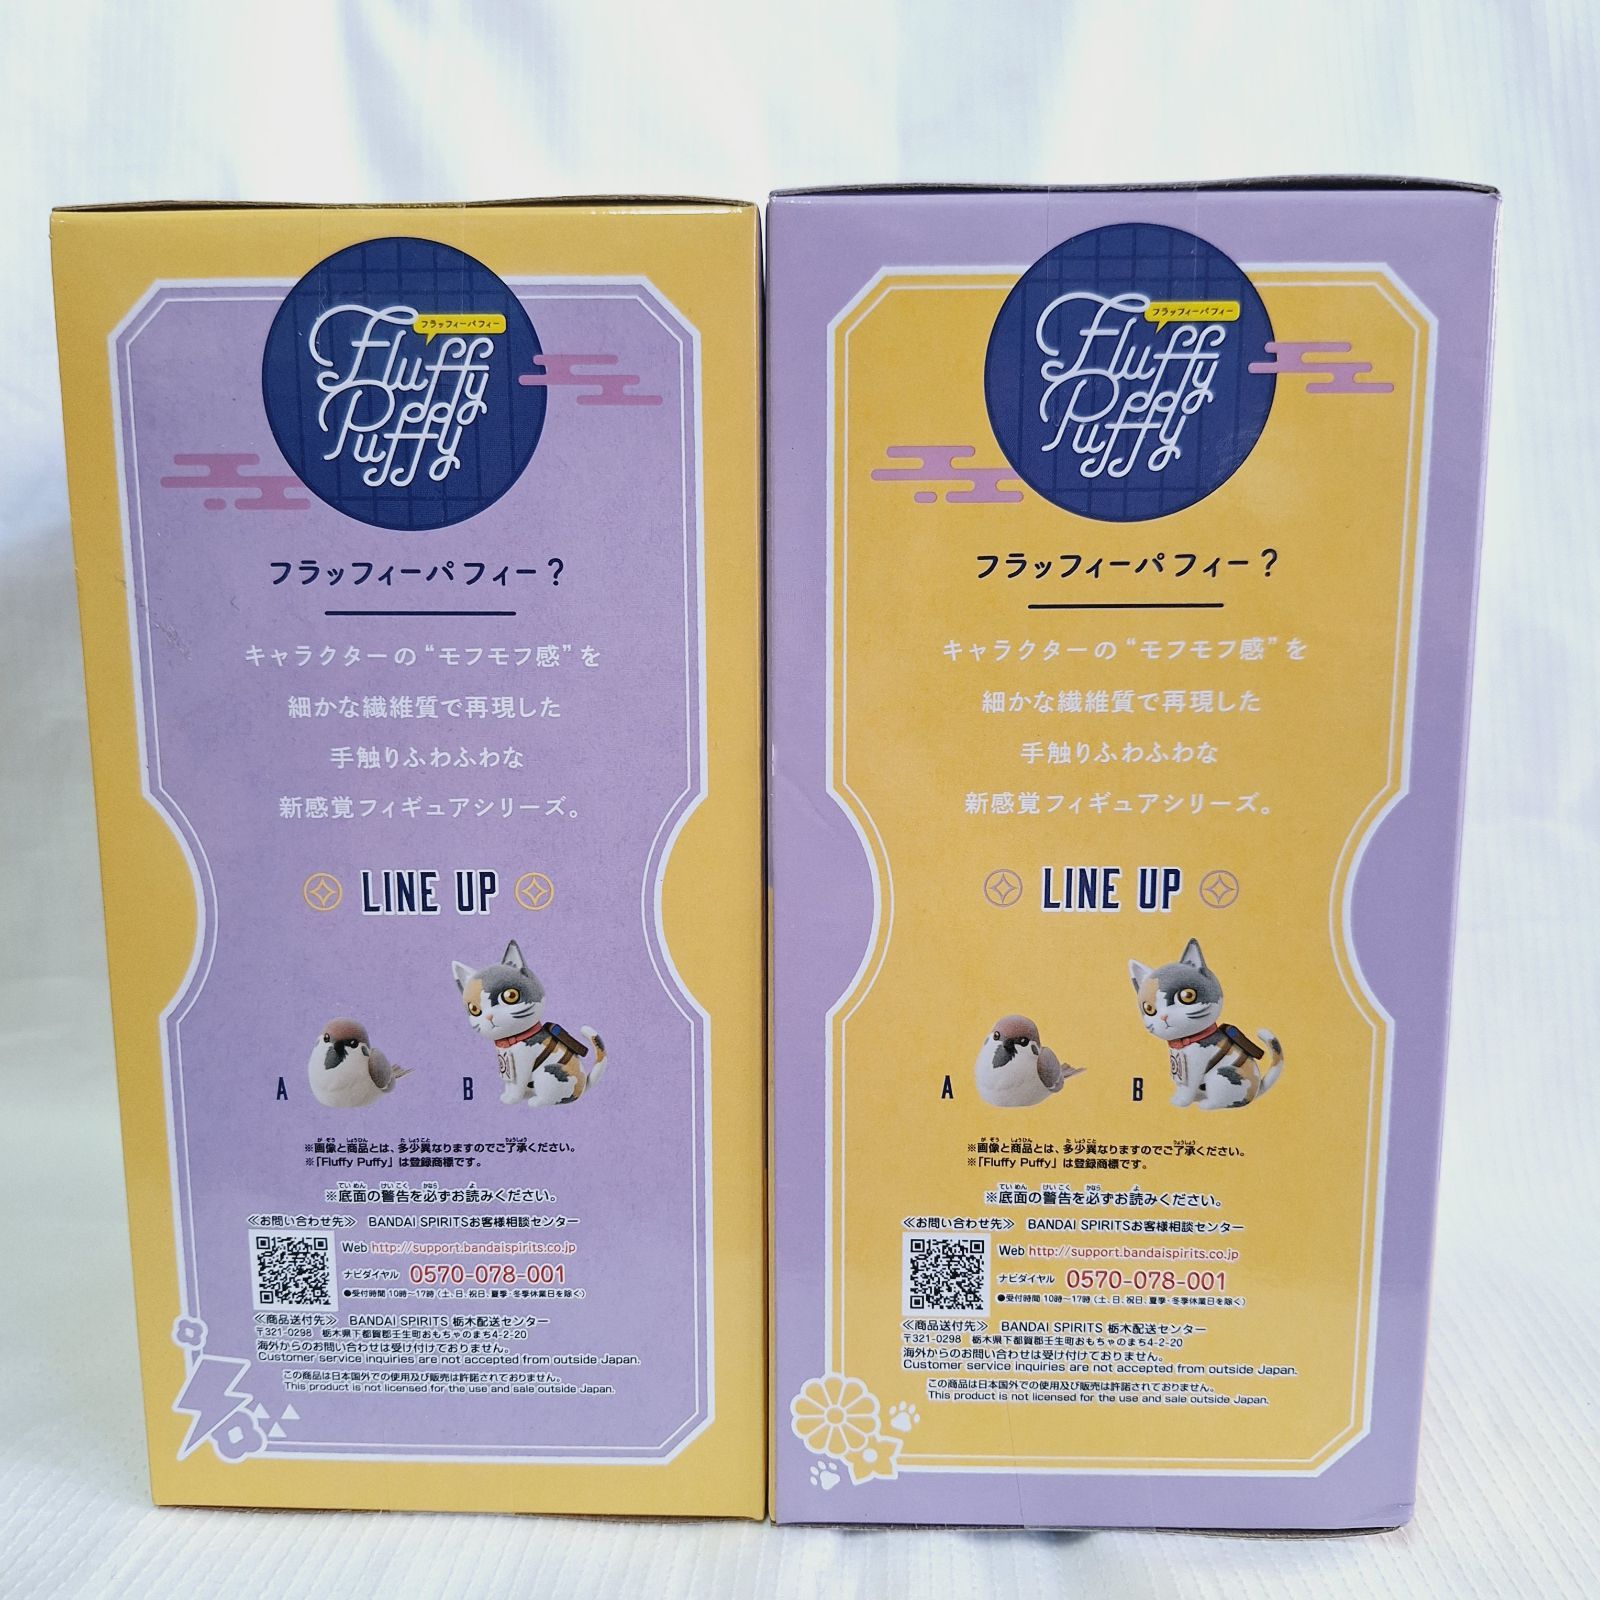 フラッフィーパフィー
Fluffy
Puffy
フラッフィーパフィー？
キャラクターの“モフモフ感”を
細かな繊維質で再現した
手触りふわふわな
新感覚フィギュアシリーズ。
LINE UP
A
B
※画像と商品とは、多少異なりますのでご了承ください。
※「Fluffy Puffy」は登録商標です。
※底面の警告を必ずお読みください。
≪お問い合わせ先≫ BANDAI SPIRITSお客様相談センター
Web http://support.bandaispirits.co.jp
ナビダイヤル 0570-078-001
●受付時間 10時～17時（土、日、祝日、夏季・冬季休業日を除く）
≪商品送付先≫ BANDAI SPIRITS 栃木配送センター
〒321-0298 栃木県下都賀郡壬生町おもちゃのまち4-2-20
海外からのお問い合わせは受け付けておりません。
Customer service inquiries are not accepted from outside Japan.
この商品は日本国外での使用及び販売は許諾されておりません。
This product is not licensed for the use and sale outside Japan.
フラッフィーパフィー
Fluffy
Puffy
フラッフィーパフィー？
キャラクターの“モフモフ感”を
細かな繊維質で再現した
手触りふわふわな
新感覚フィギュアシリーズ。
LINE UP
A
B
※画像と商品とは、多少異なりますのでご了承ください。
※「Fluffy Puffy」は登録商標です。
※底面の警告を必ずお読みください。
≪お問い合わせ先≫ BANDAI SPIRITSお客様相談センター
Web http://support.bandaispirits.co.jp
ナビダイヤル 0570-078-001
●受付時間 10時～17時（土、日、祝日、夏季・冬季休業日を除く）
≪商品送付先≫ BANDAI SPIRITS 栃木配送センター
〒321-0298 栃木県下都賀郡壬生町おもちゃのまち4-2-20
海外からのお問い合わせは受け付けておりません。
Customer service inquiries are not accepted from outside Japan.
この商品は日本国外での使用及び販売は許諾されておりません。
This product is not licensed for the use and sale outside Japan.